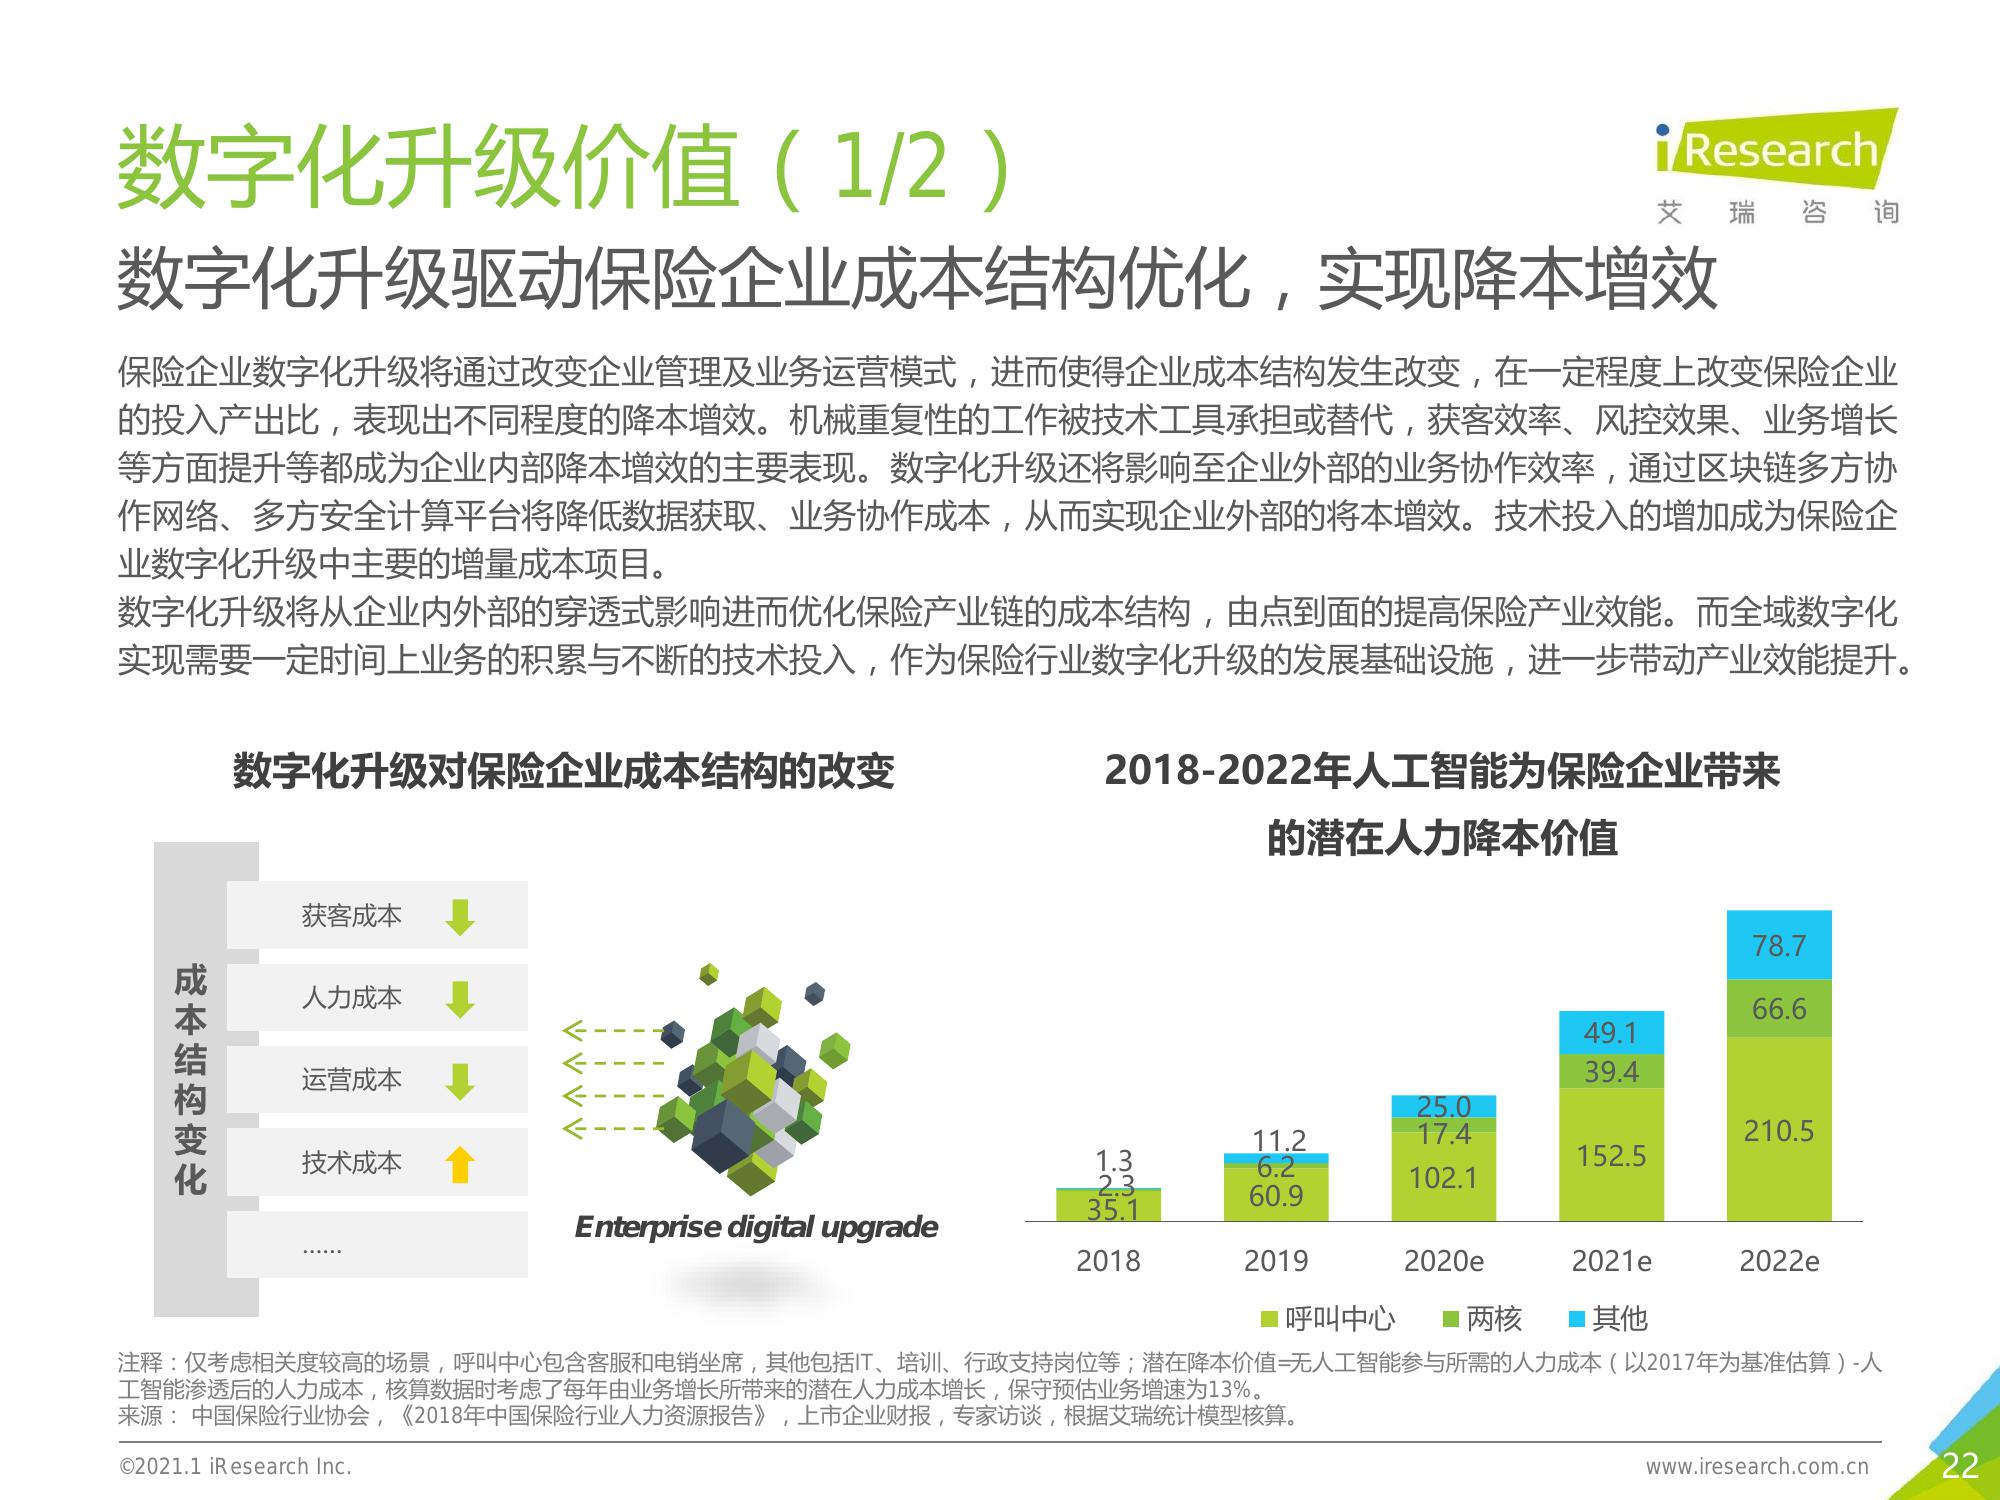 数字化升级价值（1/2）
iResearch
艾瑞咨询
数字化升级驱动保险企业成本结构优化，实现降本增效
保险企业数字化升级将通过改变企业管理及业务运营模式，进而使得企业成本结构发生改变，在一定程度上改变保险企业
的投入产出比，表现出不同程度的降本增效。机械重复性的工作被技术工具承担或替代，获客效率、风控效果、业务增长
等方面提升等都成为企业内部降本增效的主要表现。数字化升级还将影响至企业外部的业务协作效率，通过区块链多方协
作网络、多方安全计算平台将降低数据获取、业务协作成本，从而实现企业外部的将本增效。技术投入的增加成为保险企
业数字化升级中主要的增量成本项目。
数字化升级将从企业内外部的穿透式影响进而优化保险产业链的成本结构，由点到面的提高保险产业效能。而全域数字化
实现需要一定时间上业务的积累与不断的技术投入，作为保险行业数字化升级的发展基础设施，进一步带动产业效能提升。
数字化升级对保险企业成本结构的改变
成本结构变化
获客成本
人力成本
运营成本
技术成本
......
Enterprise digital upgrade
2018-2022年人工智能为保险企业带来
的潜在人力降本价值
1.3
2.3
35.1
11.2
6.2
60.9
25.0
17.4
102.1
49.1
39.4
152.5
78.7
66.6
210.5
2018 2019 2020e 2021e 2022e
呼叫中心 两核 其他
注释：仅考虑相关度较高的场景，呼叫中心包含客服和电销坐席，其他包括IT、培训、行政支持岗位等；潜在降本价值=无人工智能参与所需的人力成本（以2017年为基准估算）-人
工智能渗透后的人力成本，核算数据时考虑了每年由业务增长所带来的潜在人力成本增长，保守预估业务增速为13%。
来源： 中国保险行业协会，《2018年中国保险行业人力资源报告》，上市企业财报，专家访谈，根据艾瑞统计模型核算。
©2021.1 iResearch Inc.
www.iresearch.com.cn
22